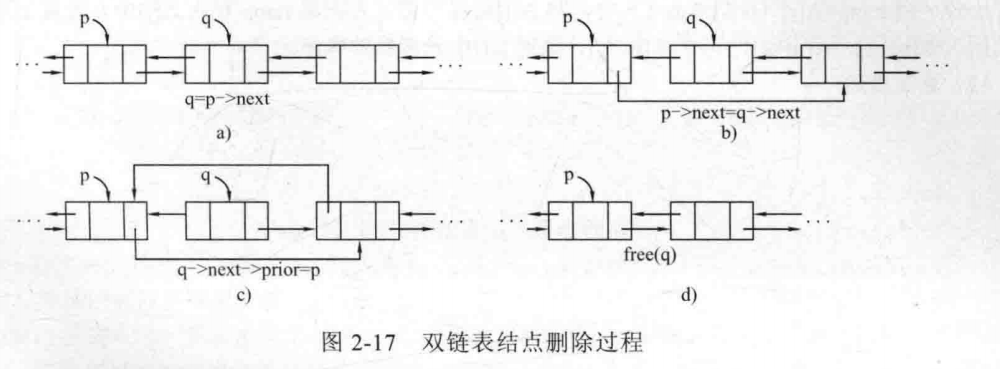 p q p q
q=p->next p->next=q->next
a) b)
p q p
q->next->prior=p free(q)
c) d)
图 2-17 双链表结点删除过程